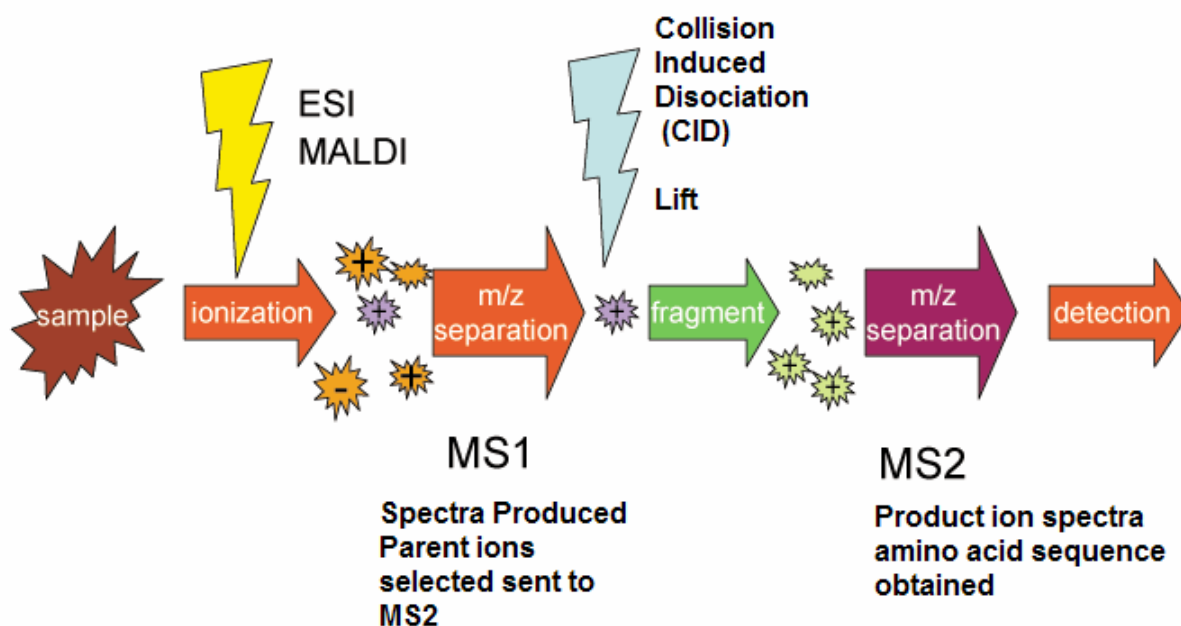 ESI
MALDI
Collision
Induced
Disociation
(CID)
Lift
sample
ionization
+
+
-
+
m/z
separation
+
fragment
+
+
+
m/z
separation
detection
MS1
Spectra Produced
Parent ions
selected sent to
MS2
MS2
Product ion spectra
amino acid sequence
obtained